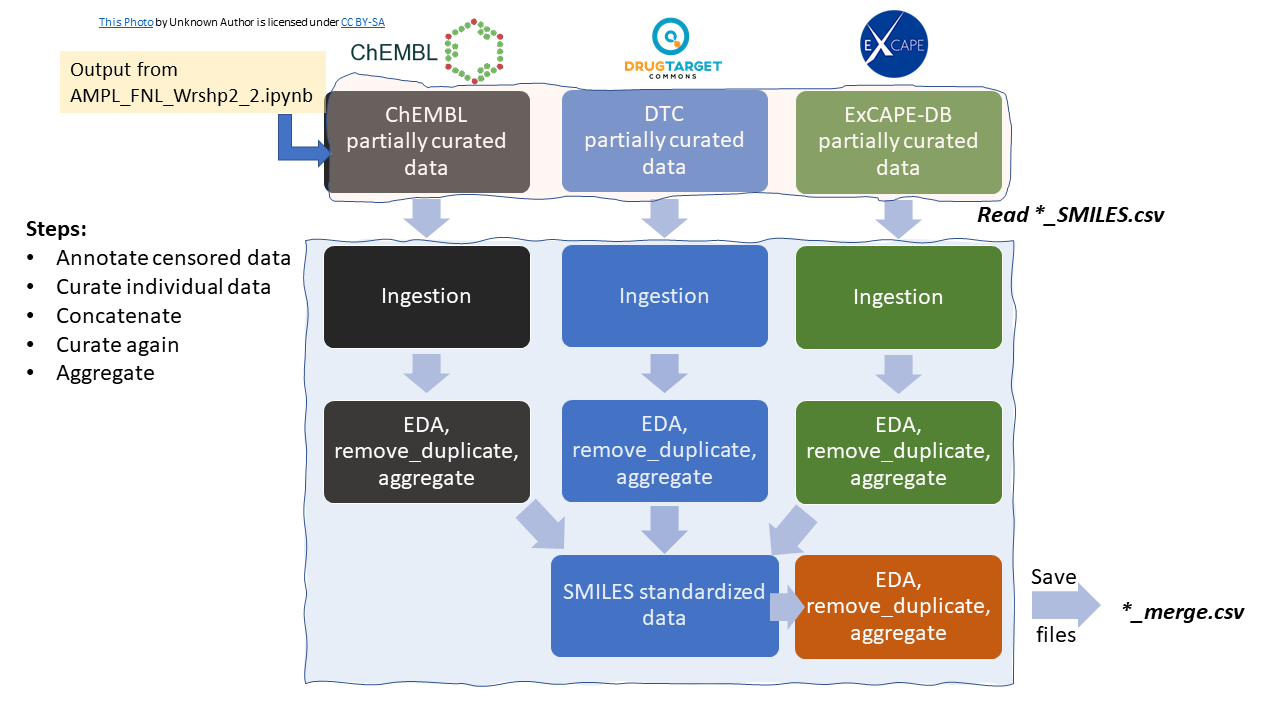 This Photo by Unknown Author is licensed under CC BY-SA
ChEMBL
DRUGTARGET
COMMONS
EXCAPE
Output from
AMPL_FNL_Wrshp2_2.ipynb
ChEMBL
partially curated
data
DTC
partially curated
data
ExCAPE-DB
partially curated
data
Read *_SMILES.csv
Steps:
• Annotate censored data
• Curate individual data
• Concatenate
• Curate again
• Aggregate
Ingestion
Ingestion
Ingestion
EDA,
remove_duplicate,
aggregate
EDA,
remove_duplicate,
aggregate
EDA,
remove_duplicate,
aggregate
SMILES standardized
data
EDA,
remove_duplicate,
aggregate
Save
files
*_merge.csv